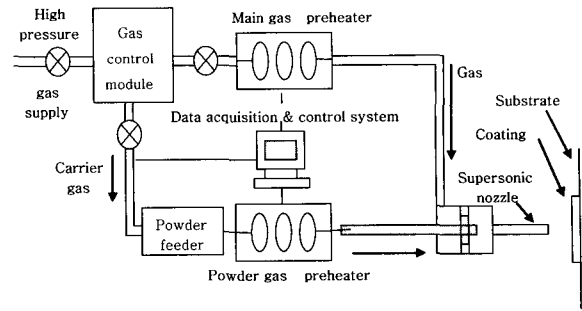 High
pressure
gas
supply
Gas
control
module
Main gas preheater
Gas
Substrate
Coating
Data acquisition & control system
Carrier
gas
Supersonic
nozzle
Powder
feeder
Powder gas preheater